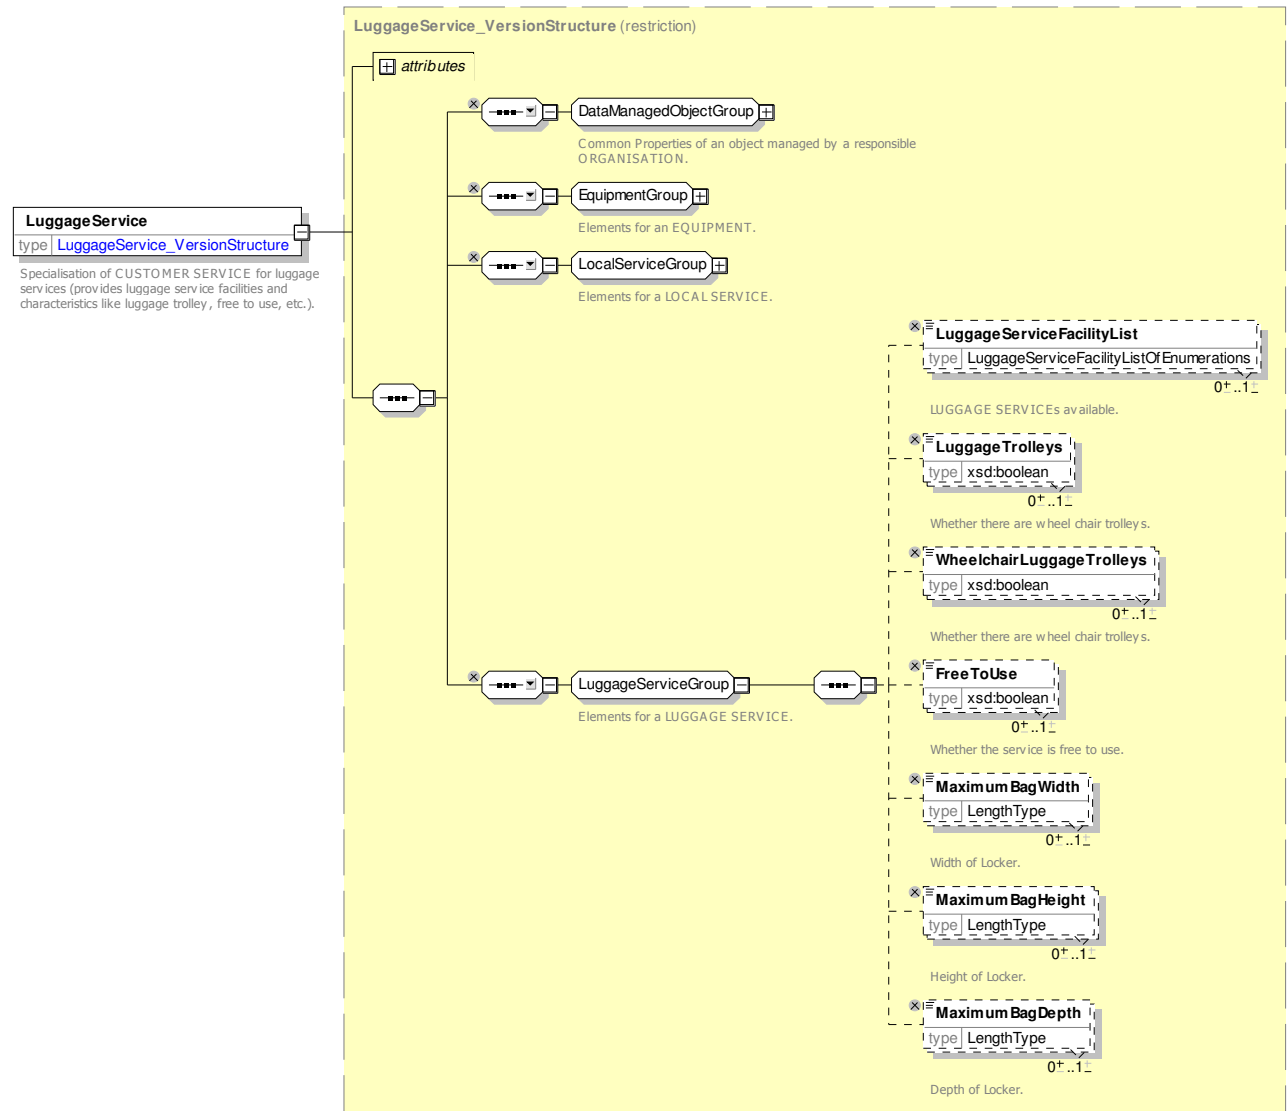 LuggageService_VersionStructure (restriction)
attributes
DataManagedObjectGroup
Common Properties of an object managed by a responsible
ORGANISATION.
EquipmentGroup
Elements for an EQUIPMENT.
LuggageService
type LuggageService_VersionStructure
Specialisation of CUSTOMER SERVICE for luggage
services (provides luggage service facilities and
characteristics like luggage trolley, free to use, etc.).
LocalServiceGroup
Elements for a LOCAL SERVICE.
LuggageServiceFacilityList
type LuggageServiceFacilityListOfEnumerations
0..1
LUGGAGE SERVICEs available.
LuggageTrolleys
type xsd:boolean
0..1
Whether there are wheel chair trolleys.
WheelchairLuggageTrolleys
type xsd:boolean
0..1
Whether there are wheel chair trolleys.
LuggageServiceGroup
Elements for a LUGGAGE SERVICE.
FreeToUse
type xsd:boolean
0..1
Whether the service is free to use.
MaximumBagWidth
type LengthType
0..1
Width of Locker.
MaximumBagHeight
type LengthType
0..1
Height of Locker.
MaximumBagDepth
type LengthType
0..1
Depth of Locker.